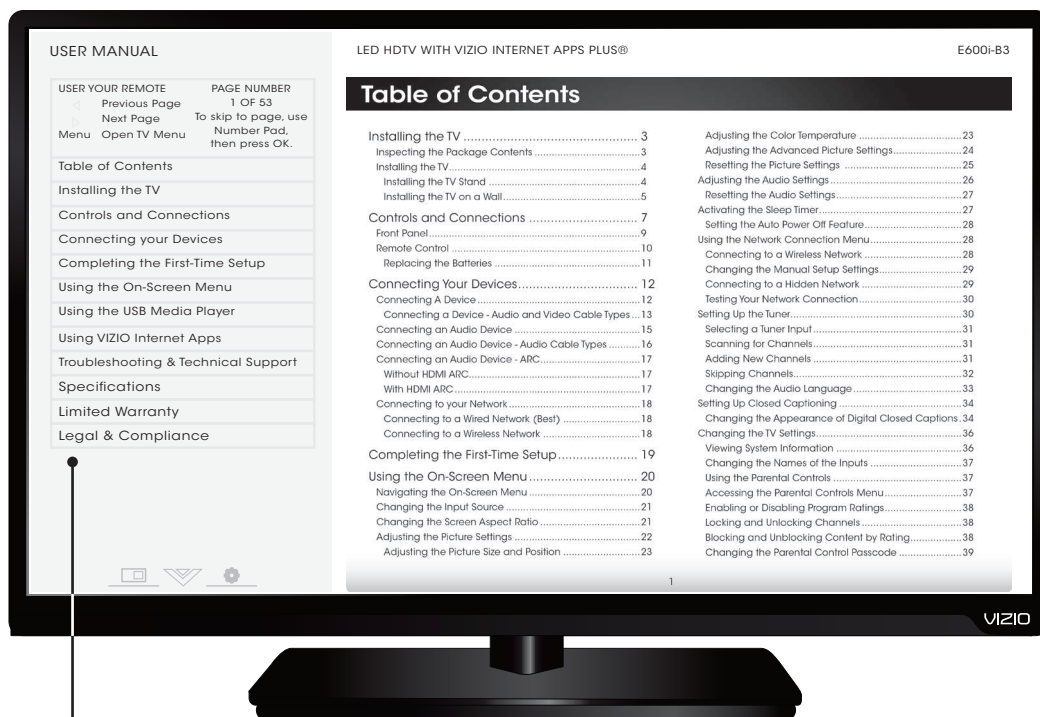 USER MANUAL
USER YOUR REMOTE
Previous Page
Next Page
Menu Open TV Menu
PAGE NUMBER
1 OF 53
To skip to page, use
Number Pad,
then press OK.
Table of Contents
Installing the TV
Controls and Connections
Connecting your Devices
Completing the First-Time Setup
Using the On-Screen Menu
Using the USB Media Player
Using VIZIO Internet Apps
Troubleshooting & Technical Support
Specifications
Limited Warranty
Legal & Compliance
LED HDTV WITH VIZIO INTERNET APPS PLUS®
E600i-B3
Table of Contents
Installing the TV ... 3
Inspecting the Package Contents ... 3
Installing the TV ... 4
Installing the TV Stand ... 4
Installing the TV on a Wall ... 5
Controls and Connections ... 7
Front Panel ... 9
Remote Control ... 10
Replacing the Batteries ... 11
Connecting Your Devices ... 12
Connecting A Device ... 12
Connecting a Device - Audio and Video Cable Types ... 13
Connecting an Audio Device ... 15
Connecting an Audio Device - Audio Cable Types ... 16
Connecting an Audio Device - ARC ... 17
Without HDMI ARC ... 17
With HDMI ARC ... 17
Connecting to your Network ... 18
Connecting to a Wired Network (Best) ... 18
Connecting to a Wireless Network ... 18
Completing the First-Time Setup ... 19
Using the On-Screen Menu ... 20
Navigating the On-Screen Menu ... 20
Changing the Input Source ... 21
Changing the Screen Aspect Ratio ... 21
Adjusting the Picture Settings ... 22
Adjusting the Picture Size and Position ... 23
Adjusting the Color Temperature ... 23
Adjusting the Advanced Picture Settings ... 24
Resetting the Picture Settings ... 25
Adjusting the Audio Settings ... 26
Resetting the Audio Settings ... 27
Activating the Sleep Timer ... 27
Setting the Auto Power Off Feature ... 28
Using the Network Connection Menu ... 28
Connecting to a Wireless Network ... 28
Changing the Manual Setup Settings ... 29
Connecting to a Hidden Network ... 29
Testing Your Network Connection ... 30
Setting Up the Tuner ... 30
Selecting a Tuner Input ... 31
Scanning for Channels ... 31
Adding New Channels ... 31
Skipping Channels ... 32
Changing the Audio Language ... 33
Setting Up Closed Captioning ... 34
Changing the Appearance of Digital Closed Captions. 34
Changing the TV Settings ... 36
Viewing System Information ... 36
Changing the Names of the Inputs ... 37
Using the Parental Controls ... 37
Accessing the Parental Controls Menu ... 37
Enabling or Disabling Program Ratings ... 38
Locking and Unlocking Channels ... 38
Blocking and Unblocking Content by Rating ... 38
Changing the Parental Control Passcode ... 39
1
VIZIO